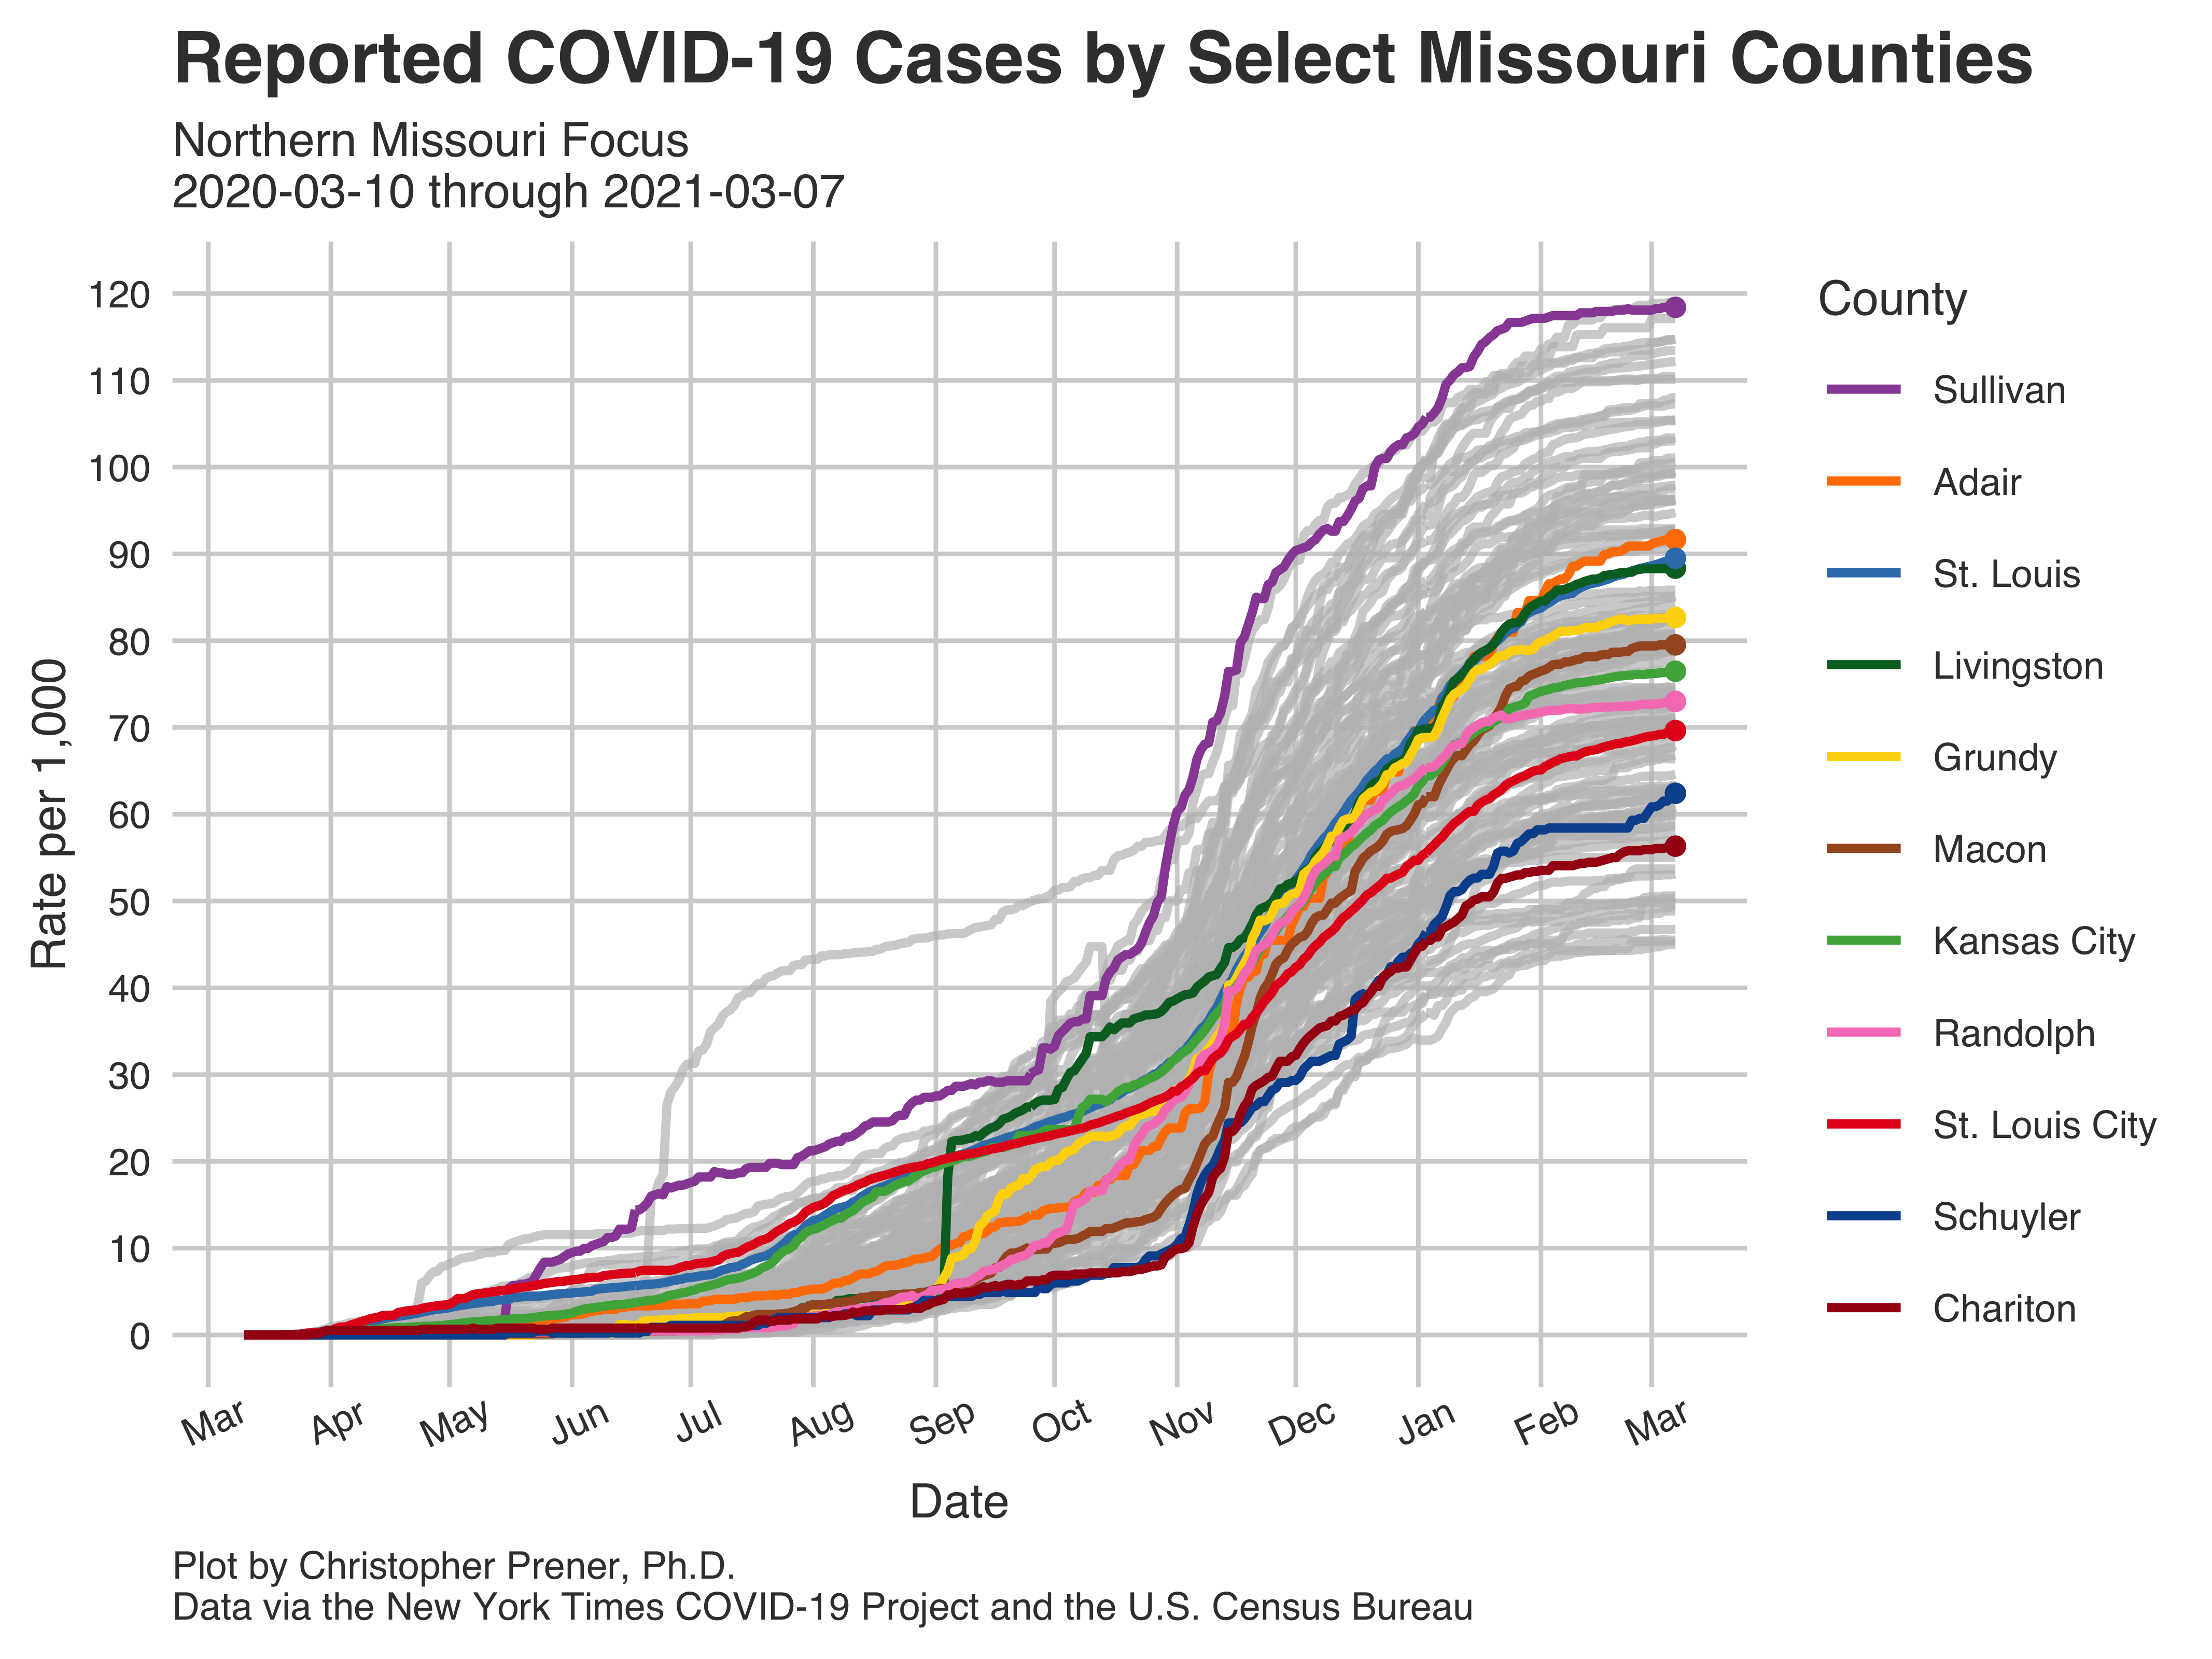 Reported COVID-19 Cases by Select Missouri Counties
Northern Missouri Focus
2020-03-10 through 2021-03-07
Rate per 1,000
120
110
100
90
80
70
60
50
40
30
20
10
0
Mar
Apr
May
Jun
Jul
Aug
Sep
Oct
Nov
Dec
Jan
Feb
Mar
Date
County
Sullivan
Adair
St. Louis
Livingston
Grundy
Macon
Kansas City
Randolph
St. Louis City
Schuyler
Chariton
Plot by Christopher Prener, Ph.D.
Data via the New York Times COVID-19 Project and the U.S. Census Bureau